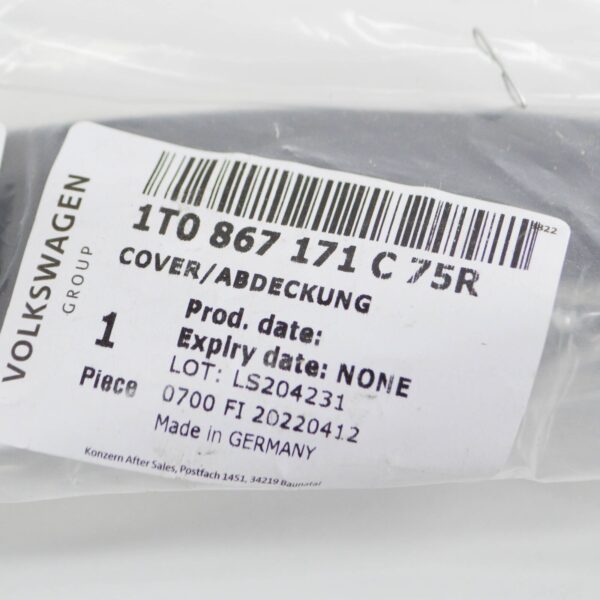 VOLKSWAGEN
GROUP
1T0 867 171 C 75R
COVER/ABDECKUNG
1
Piece
Prod. date:
Expiry date: NONE
LOT: LS204231
0700 FI 20220412
Made in GERMANY
Konzern After Sales, Postfach 1451, 34219 Baunatal